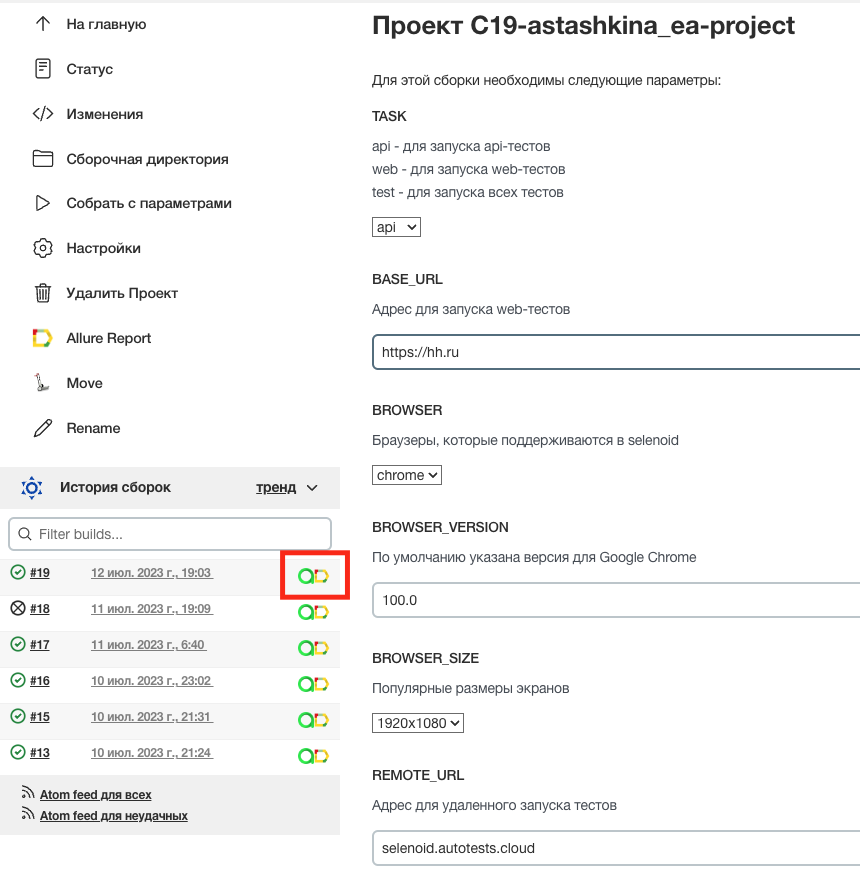 На главную
Статус
Изменения
Сборочная директория
Собрать с параметрами
Настройки
Удалить Проект
Allure Report
Move
Rename
История сборок
тренд
Filter builds...
#19 12 июл. 2023 г., 19:03
#18 11 июл. 2023 г., 19:09
#17 11 июл. 2023 г., 6:40
#16 10 июл. 2023 г., 23:02
#15 10 июл. 2023 г., 21:31
#13 10 июл. 2023 г., 21:24
Atom feed для всех
Atom feed для неудачных
Проект C19-astashkina_ea-project
Для этой сборки необходимы следующие параметры:
TASK
api - для запуска api-тестов
web - для запуска web-тестов
test - для запуска всех тестов
api
BASE_URL
Адрес для запуска web-тестов
https://hh.ru
BROWSER
Браузеры, которые поддерживаются в selenoid
chrome
BROWSER_VERSION
По умолчанию указана версия для Google Chrome
100.0
BROWSER_SIZE
Популярные размеры экранов
1920x1080
REMOTE_URL
Адрес для удаленного запуска тестов
selenoid.autotests.cloud